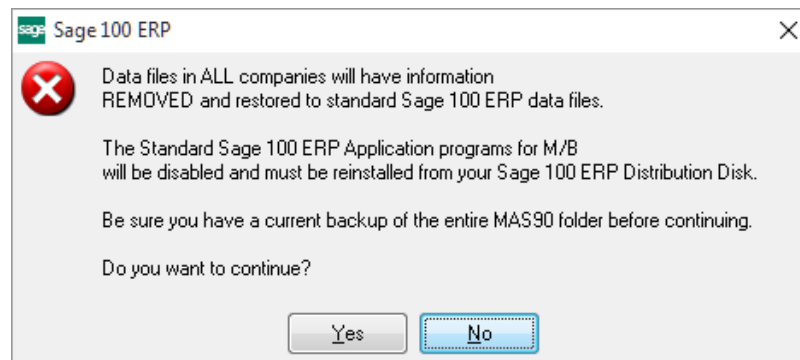 sage Sage 100 ERP
Data files in ALL companies will have information
REMOVED and restored to standard Sage 100 ERP data files.
The Standard Sage 100 ERP Application programs for M/B
will be disabled and must be reinstalled from your Sage 100 ERP Distribution Disk.
Be sure you have a current backup of the entire MAS90 folder before continuing.
Do you want to continue?
Yes No